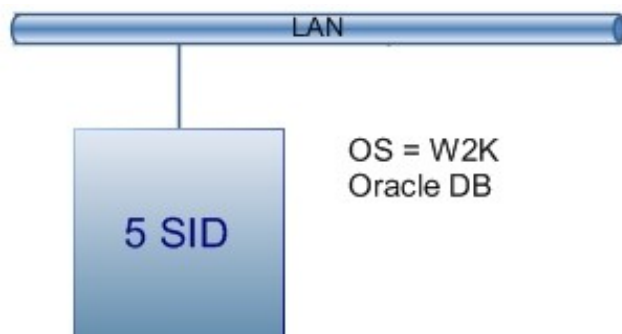 LAN
OS = W2K
Oracle DB
5 SID